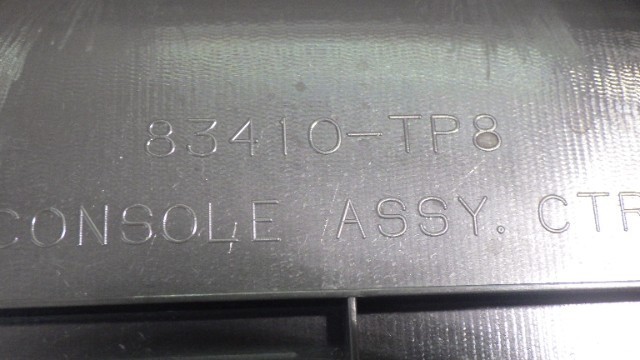 83410-TP8
CONSOLE ASSY. CTR